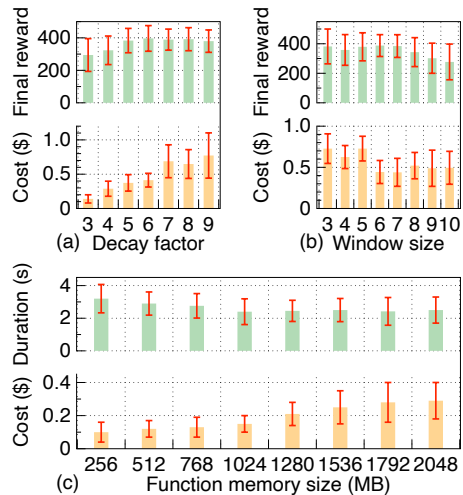 Final reward
400
200
0
Cost ($)
1.0
0.5
0
3 4 5 6 7 8 9
(a) Decay factor
Final reward
400
200
0
Cost ($)
1.0
0.5
0
3 4 5 6 7 8 9 10
(b) Window size
Duration (s)
4
2
0
Cost ($)
0.4
0.2
0
256 512 768 1024 1280 1536 1792 2048
(c) Function memory size (MB)